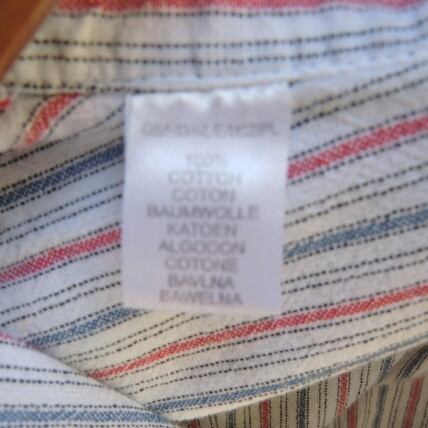 100%
COTTON
COTON
BAUMWOLLE
KATOEN
ALGODON
COTONE
BAVLNA
BAWELNA